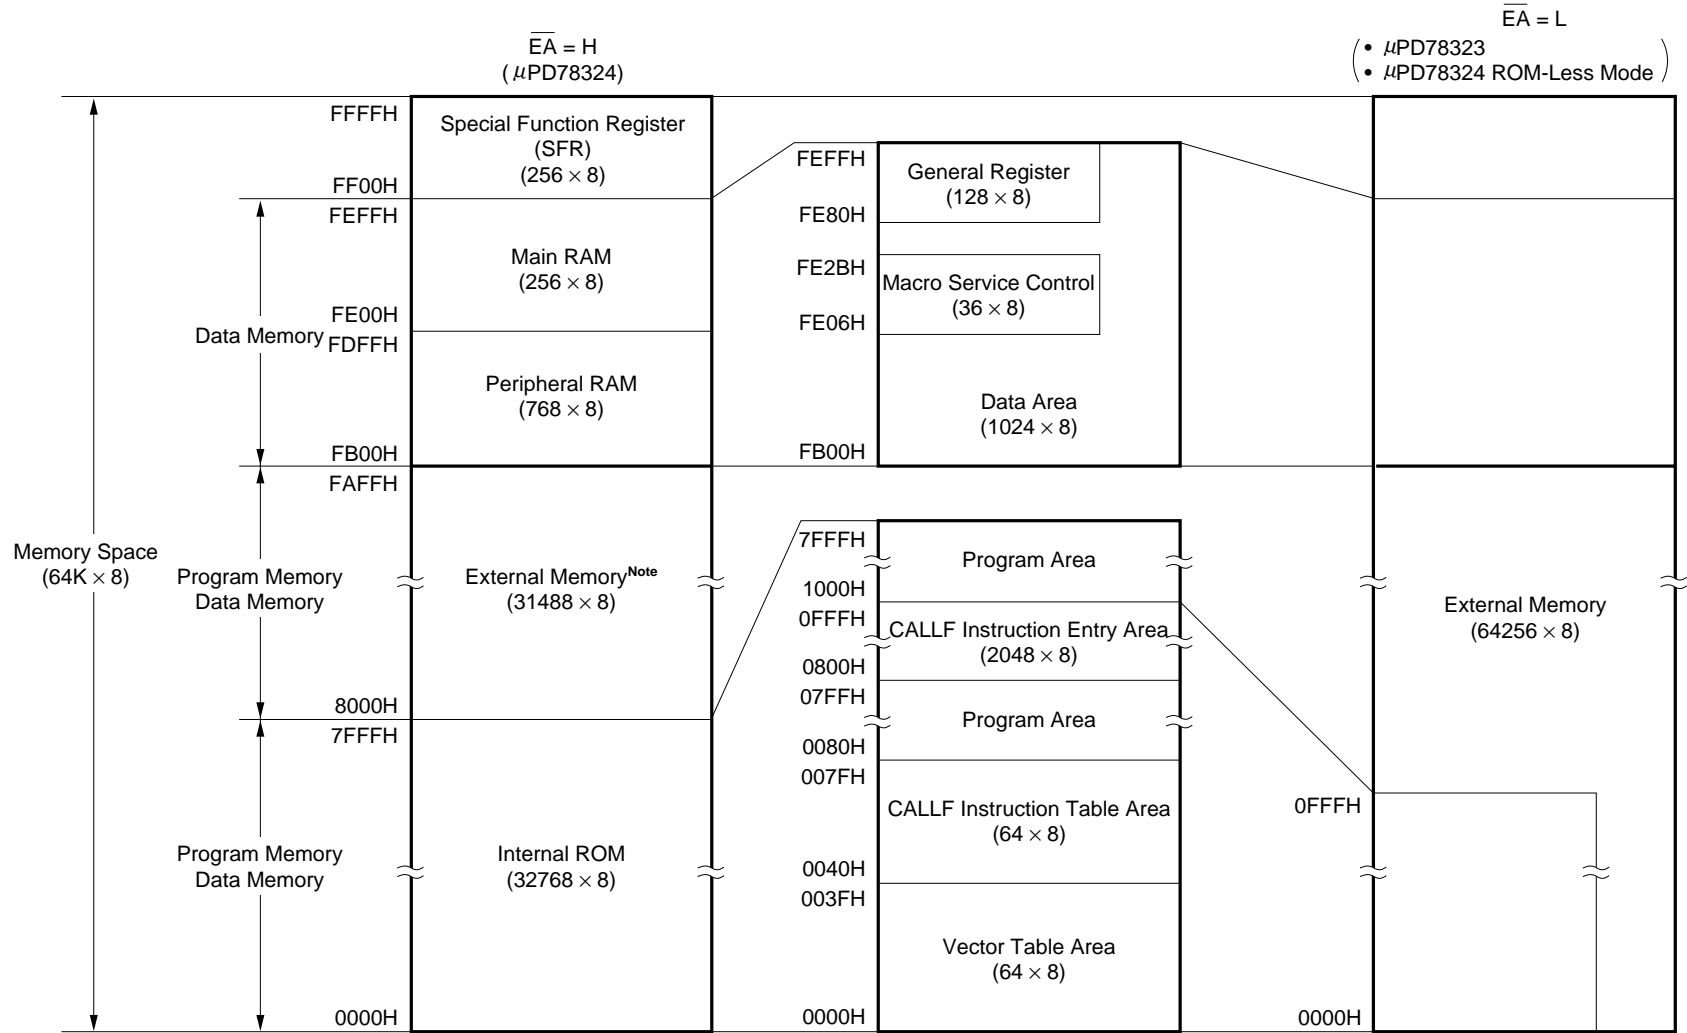 EA = H
(μPD78324)
EA = L
• μPD78323
• μPD78324 ROM-Less Mode
Memory Space
(64K × 8)
Data Memory
Program Memory
Data Memory
Program Memory
Data Memory
FFFFH
FF00H
FEFFH
FE00H
FDFFH
FB00H
FAFFH
8000H
7FFFH
0000H
Special Function Register
(SFR)
(256 × 8)
Main RAM
(256 × 8)
Peripheral RAM
(768 × 8)
External Memory Note
(31488 × 8)
Internal ROM
(32768 × 8)
FEFFH
FE80H
FE2BH
FE06H
FB00H
General Register
(128 × 8)
Macro Service Control
(36 × 8)
Data Area
(1024 × 8)
7FFFH
1000H
0FFFH
0800H
07FFH
0080H
007FH
0040H
003FH
0000H
Program Area
CALLF Instruction Entry Area
(2048 × 8)
Program Area
CALLF Instruction Table Area
(64 × 8)
Vector Table Area
(64 × 8)
0FFFH
0000H
External Memory
(64256 × 8)